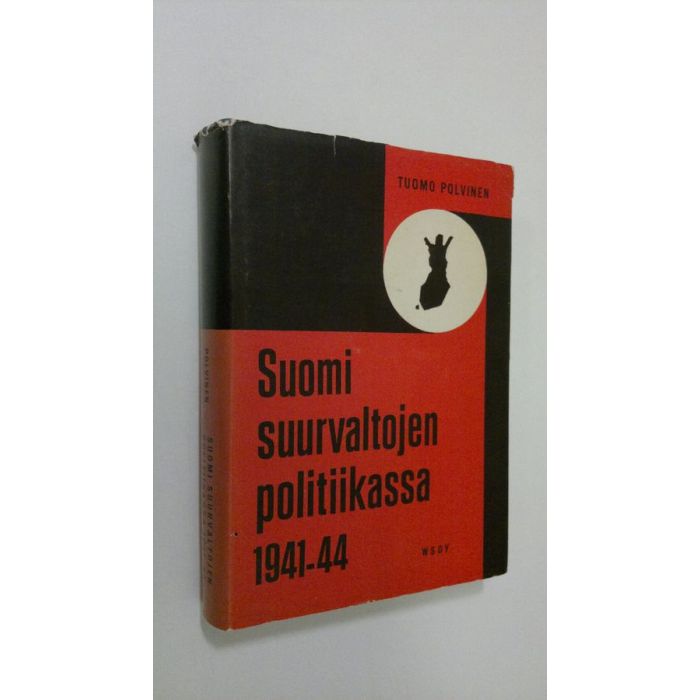 TUOMO POLVINEN
Suomi
suurvaltojen
politiikassa
1941-44
WSOY
POLVINEN
SUOMI SUURVALTOJEN